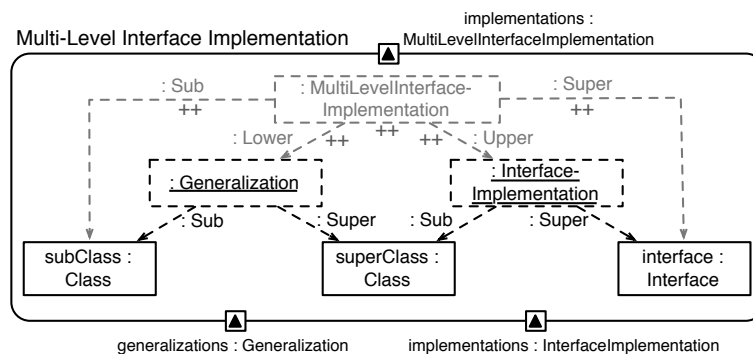 implementations :
Multi-Level Interface Implementation
MultiLevelInterfaceImplementation
: Sub
: MultiLevelInterface-
Implementation
: Super
++
++
++
: Lower
++
++
: Upper
: Generalization
: Interface-
Implementation
: Sub
: Super
: Sub
: Super
subClass :
Class
superClass :
Class
interface :
Interface
generalizations : Generalization
implementations : InterfaceImplementation